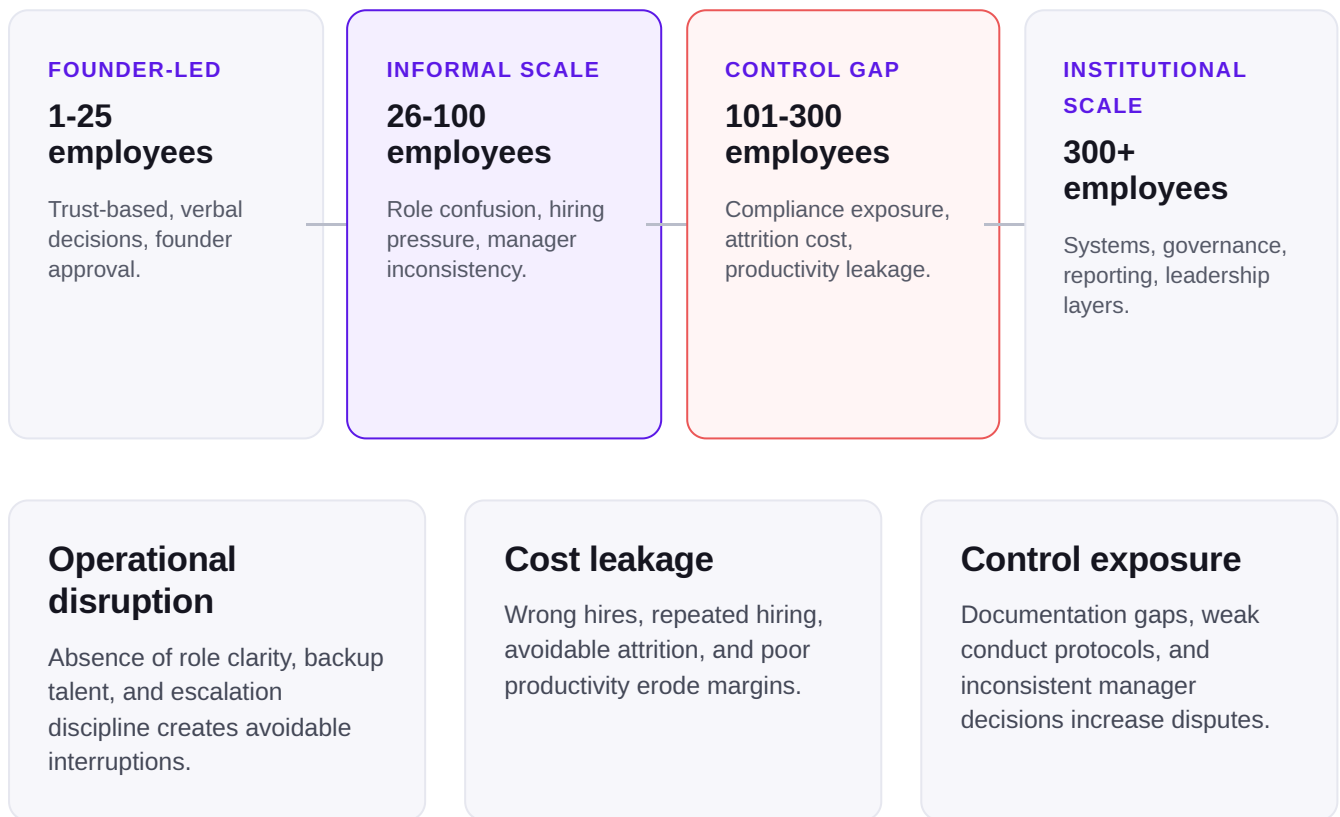 FOUNDER-LED
1-25
employees
Trust-based, verbal
decisions, founder
approval.
INFORMAL SCALE
26-100
employees
Role confusion, hiring
pressure, manager
inconsistency.
CONTROL GAP
101-300
employees
Compliance exposure,
attrition cost,
productivity leakage.
INSTITUTIONAL
SCALE
300+
employees
Systems, governance,
reporting, leadership
layers.
Operational
disruption
Absence of role clarity, backup
talent, and escalation
discipline creates avoidable
interruptions.
Cost leakage
Wrong hires, repeated hiring,
avoidable attrition, and poor
productivity erode margins.
Control exposure
Documentation gaps, weak
conduct protocols, and
inconsistent manager
decisions increase disputes.